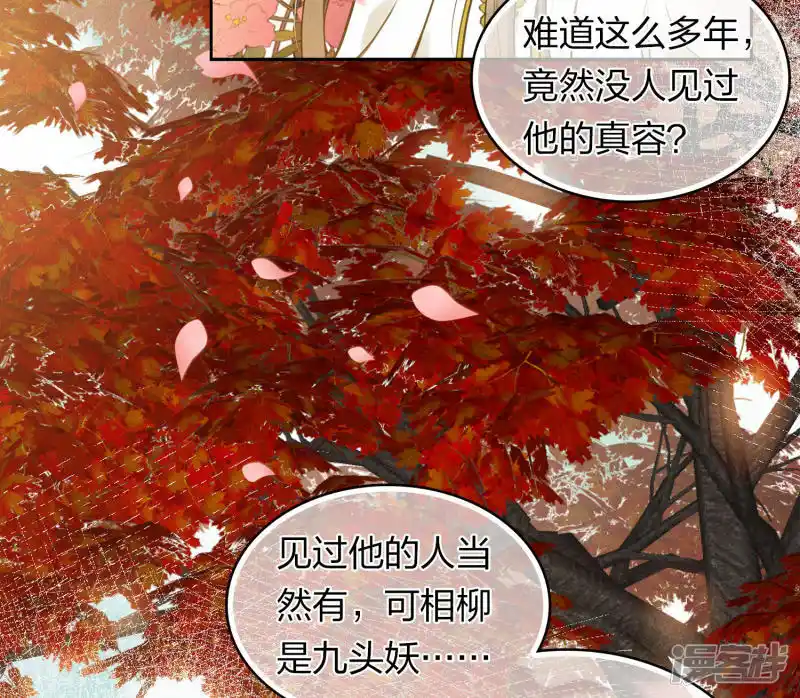 难道这么多年，
竟然没人见过
他的真容？
见过他的人当
然有，可相柳
是九头妖……
漫客栈